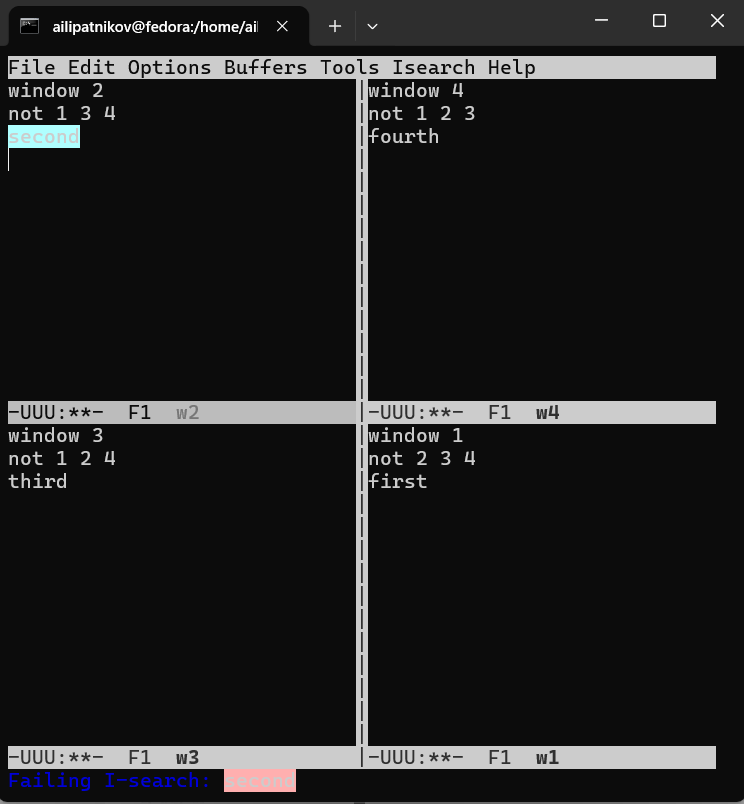 ailipatnikov@fedora:/home/ai
File Edit Options Buffers Tools Isearch Help
window 2
not 1 3 4
second
-UUU:**-  F1  w2
window 4
not 1 2 3
fourth
-UUU:**-  F1  w4
window 3
not 1 2 4
third
-UUU:**-  F1  w3
window 1
not 2 3 4
first
-UUU:**-  F1  w1
Failing I-search: second